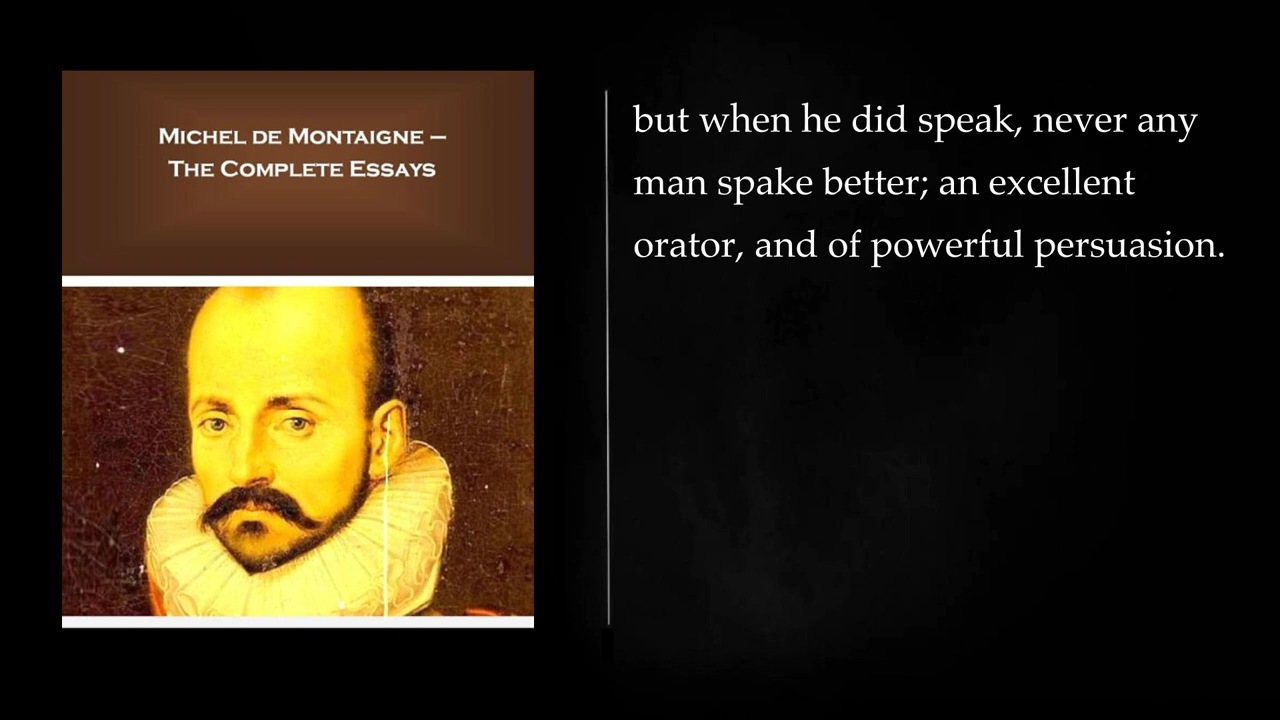 Michel de Montaigne –
The Complete Essays
but when he did speak, never any
man spake better; an excellent
orator, and of powerful persuasion.